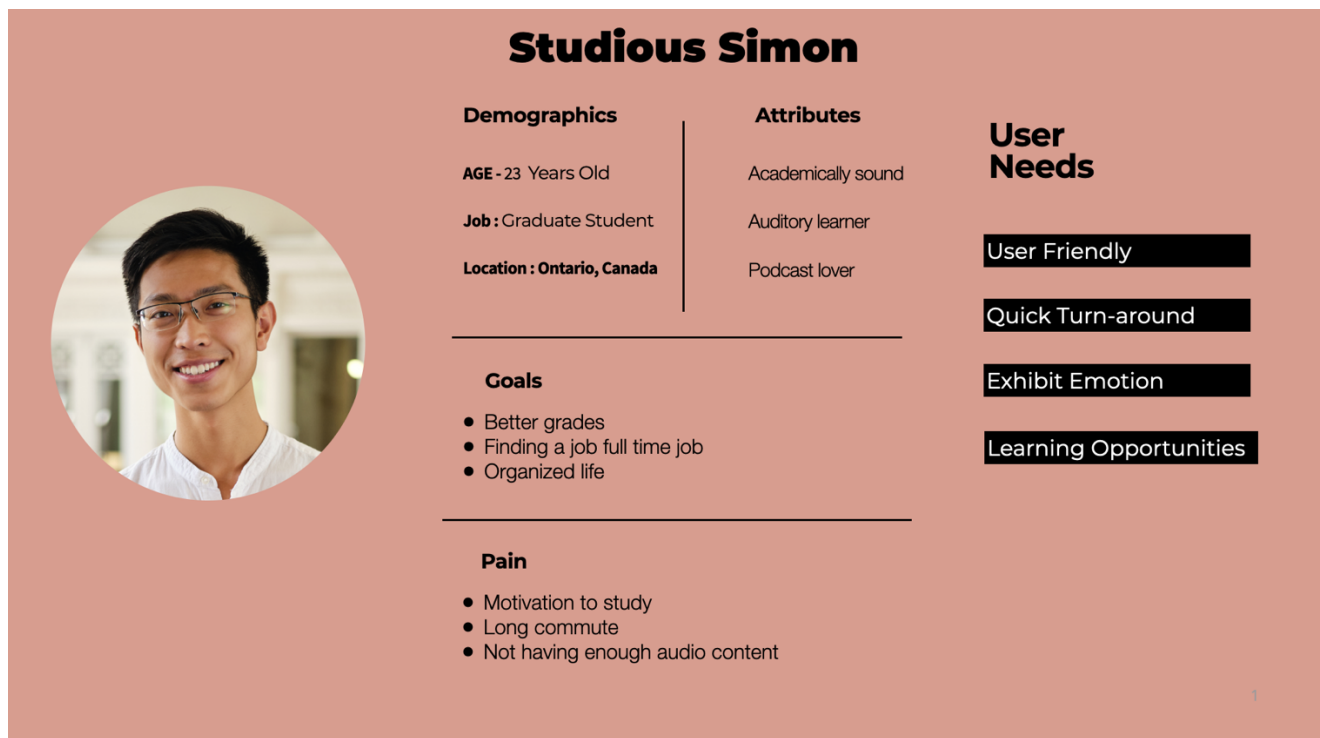 Studious Simon
Demographics
AGE - 23 Years Old
Job : Graduate Student
Location : Ontario, Canada
Attributes
Academically sound
Auditory learner
Podcast lover
Goals
● Better grades
● Finding a job full time job
● Organized life
Pain
● Motivation to study
● Long commute
● Not having enough audio content
User
Needs
User Friendly
Quick Turn-around
Exhibit Emotion
Learning Opportunities
1